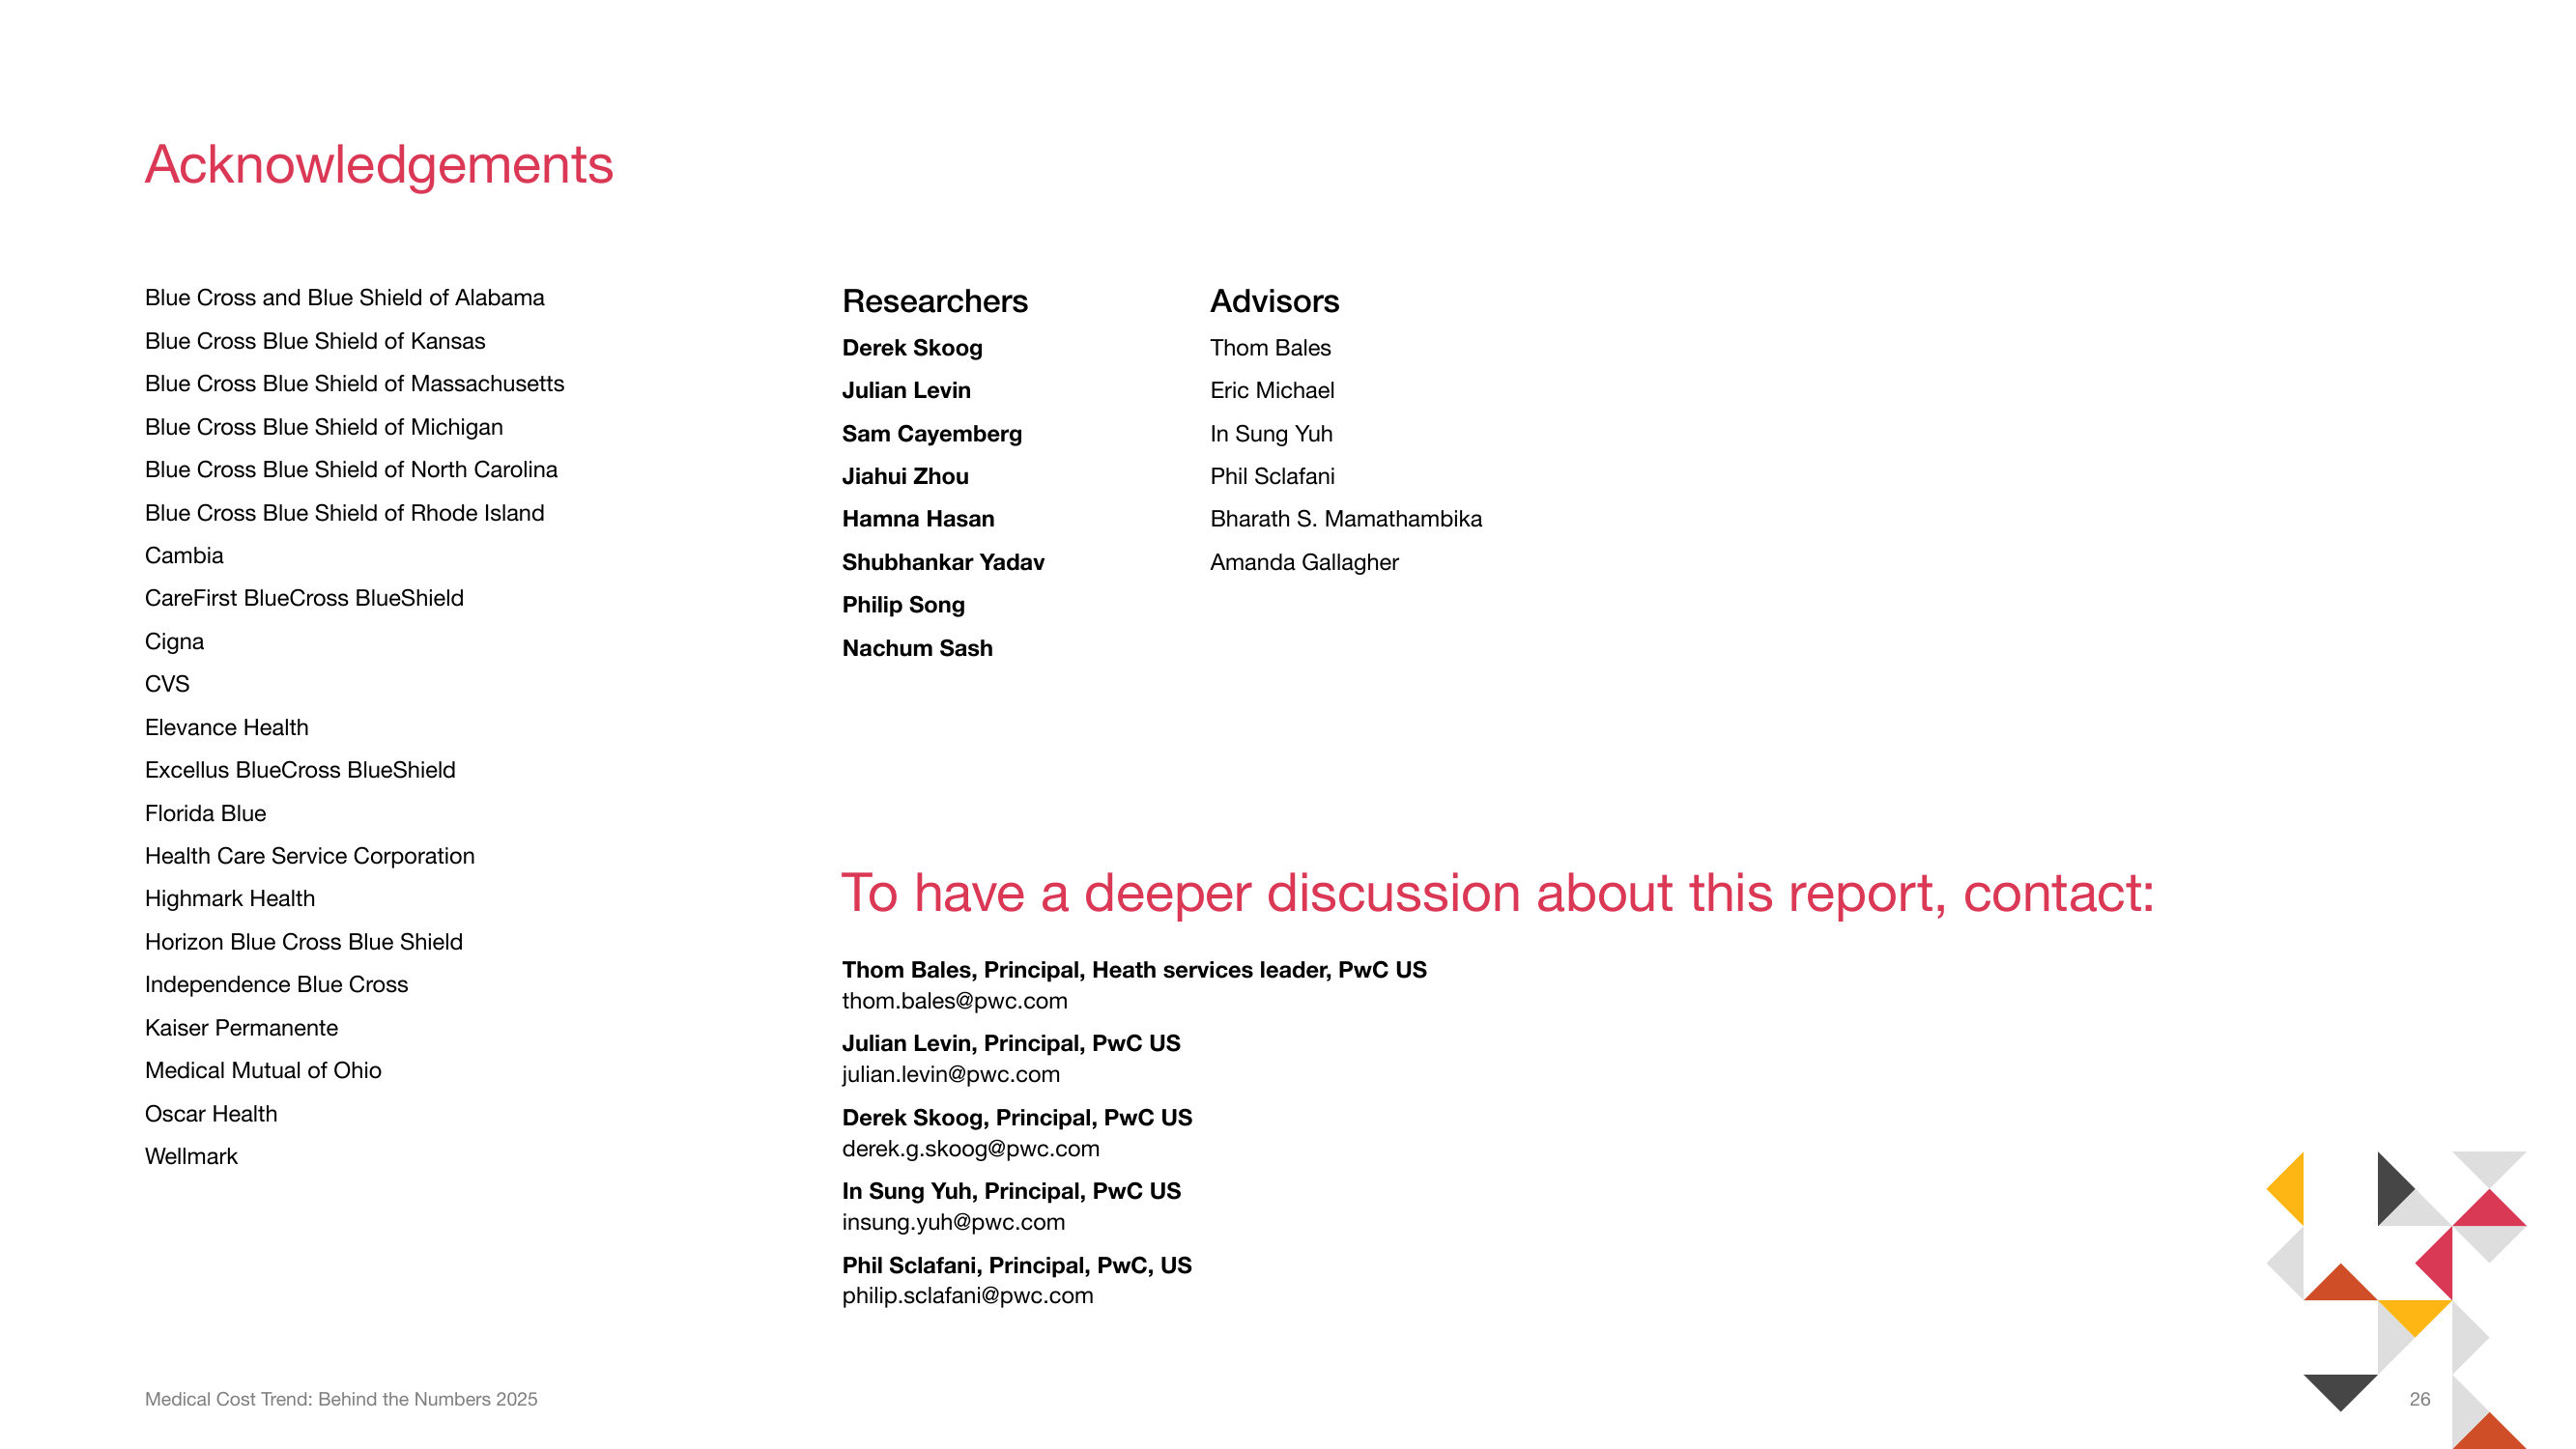 Acknowledgements
Blue Cross and Blue Shield of Alabama
Blue Cross Blue Shield of Kansas
Blue Cross Blue Shield of Massachusetts
Blue Cross Blue Shield of Michigan
Blue Cross Blue Shield of North Carolina
Blue Cross Blue Shield of Rhode Island
Cambia
CareFirst BlueCross BlueShield
Cigna
CVS
Elevance Health
Excellus BlueCross BlueShield
Florida Blue
Health Care Service Corporation
Highmark Health
Horizon Blue Cross Blue Shield
Independence Blue Cross
Kaiser Permanente
Medical Mutual of Ohio
Oscar Health
Wellmark
Researchers
Derek Skoog
Julian Levin
Sam Cayemberg
Jiahui Zhou
Hamna Hasan
Shubhankar Yadav
Philip Song
Nachum Sash
Advisors
Thom Bales
Eric Michael
In Sung Yuh
Phil Sclafani
Bharath S. Mamathambika
Amanda Gallagher
To have a deeper discussion about this report, contact:
Thom Bales, Principal, Heath services leader, PwC US
thom.bales@pwc.com
Julian Levin, Principal, PwC US
julian.levin@pwc.com
Derek Skoog, Principal, PwC US
derek.g.skoog@pwc.com
In Sung Yuh, Principal, PwC US
insung.yuh@pwc.com
Phil Sclafani, Principal, PwC, US
philip.sclafani@pwc.com
Medical Cost Trend: Behind the Numbers 2025
26